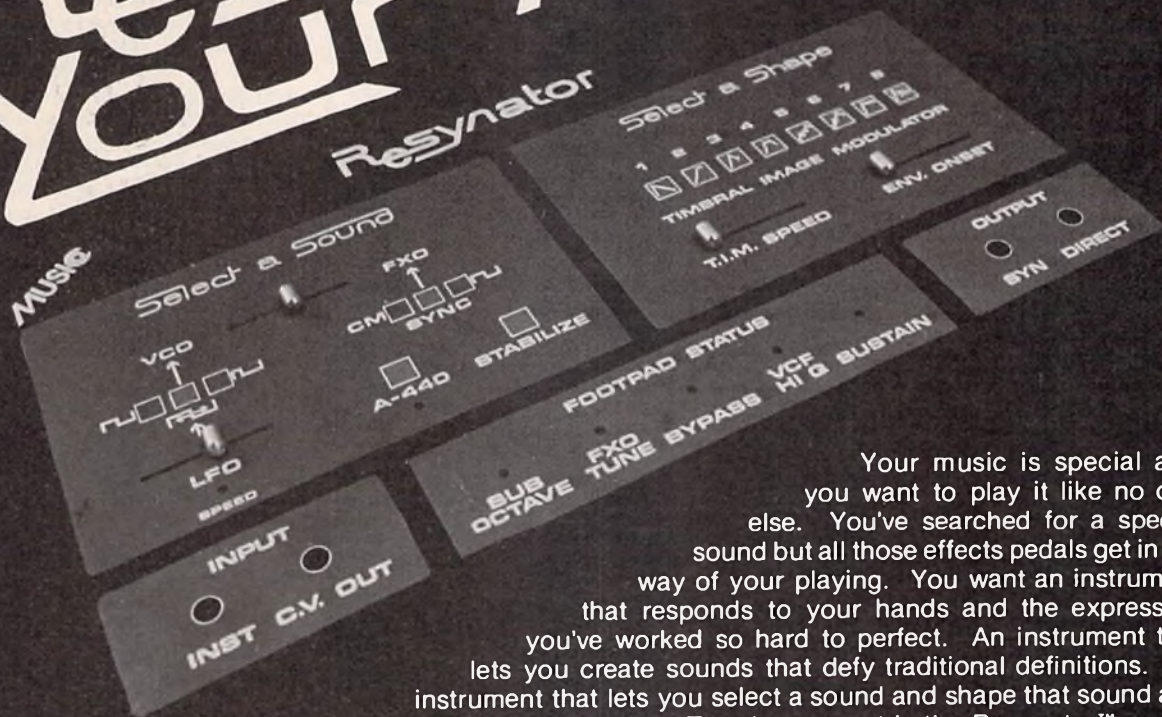 Your
Resynator
MUSIC
Select a Sound
VCO
FXO
CM
SYNC
LFO
SPEED
A-440
STABILIZE
Select a Shape
1 2 3 4 5 6 7 8
TIMBRAL IMAGE MODULATOR
T.I.M. SPEED
ENV. ONSET
OUTPUT
SYN DIRECT
FOOTPAD STATUS
SUB OCTAVE
FXO TUNE
BYPASS
VCF HI Q
SUSTAIN
INPUT
INST C.V. OUT
Your music is special
you want to play it like no
else. You've searched for a
sound but all those effects pedals get in
way of your playing. You want an
that responds to your hands and the
you've worked so hard to perfect. An instrument
lets you create sounds that defy traditional definitions.
instrument that lets you select a sound and shape that sound